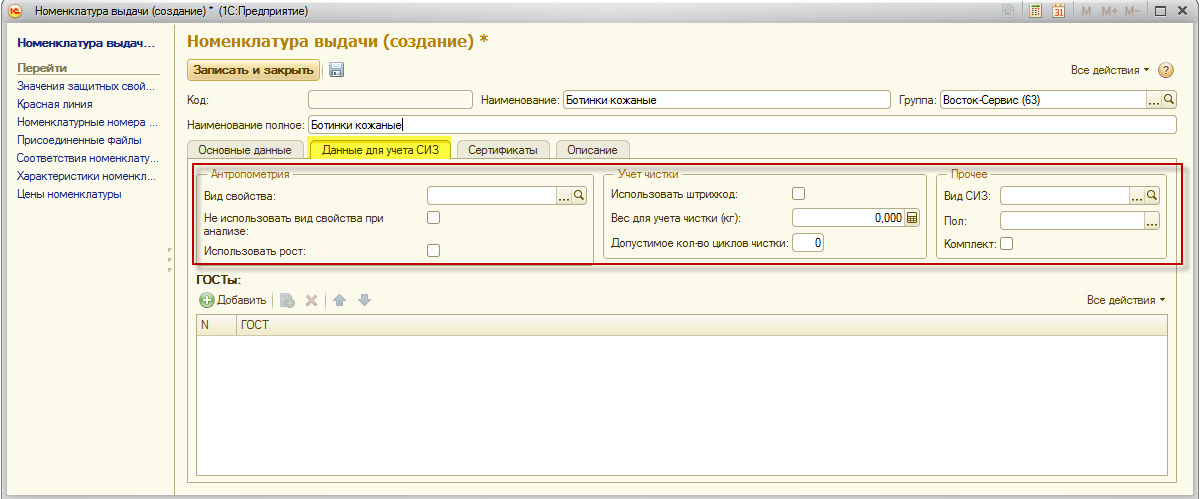 Номенклатура выдачи (создание) * (1С:Предприятие)
M M+ M-
Номенклатура выдач...
Перейти
Значения защитных свой...
Красная линия
Номенклатурные номера ...
Присоединенные файлы
Соответствия номенклату...
Характеристики номенкл...
Цены номенклатуры
Номенклатура выдачи (создание) *
Записать и закрыть
Все действия
Код:
Наименование: Ботинки кожаные
Группа: Восток-Сервис (63)
Наименование полное: Ботинки кожаные
Основные данные
Данные для учета СИЗ
Сертификаты
Описание
Антропометрия
Вид свойства:
Не использовать вид свойства при
анализе:
Использовать рост:
Учет чистки
Использовать штрихкод:
Вес для учета чистки (кг): 0,000
Допустимое кол-во циклов чистки: 0
Прочее
Вид СИЗ:
Пол:
Комплект:
ГОСТы:
Добавить
Все действия
N ГОСТ